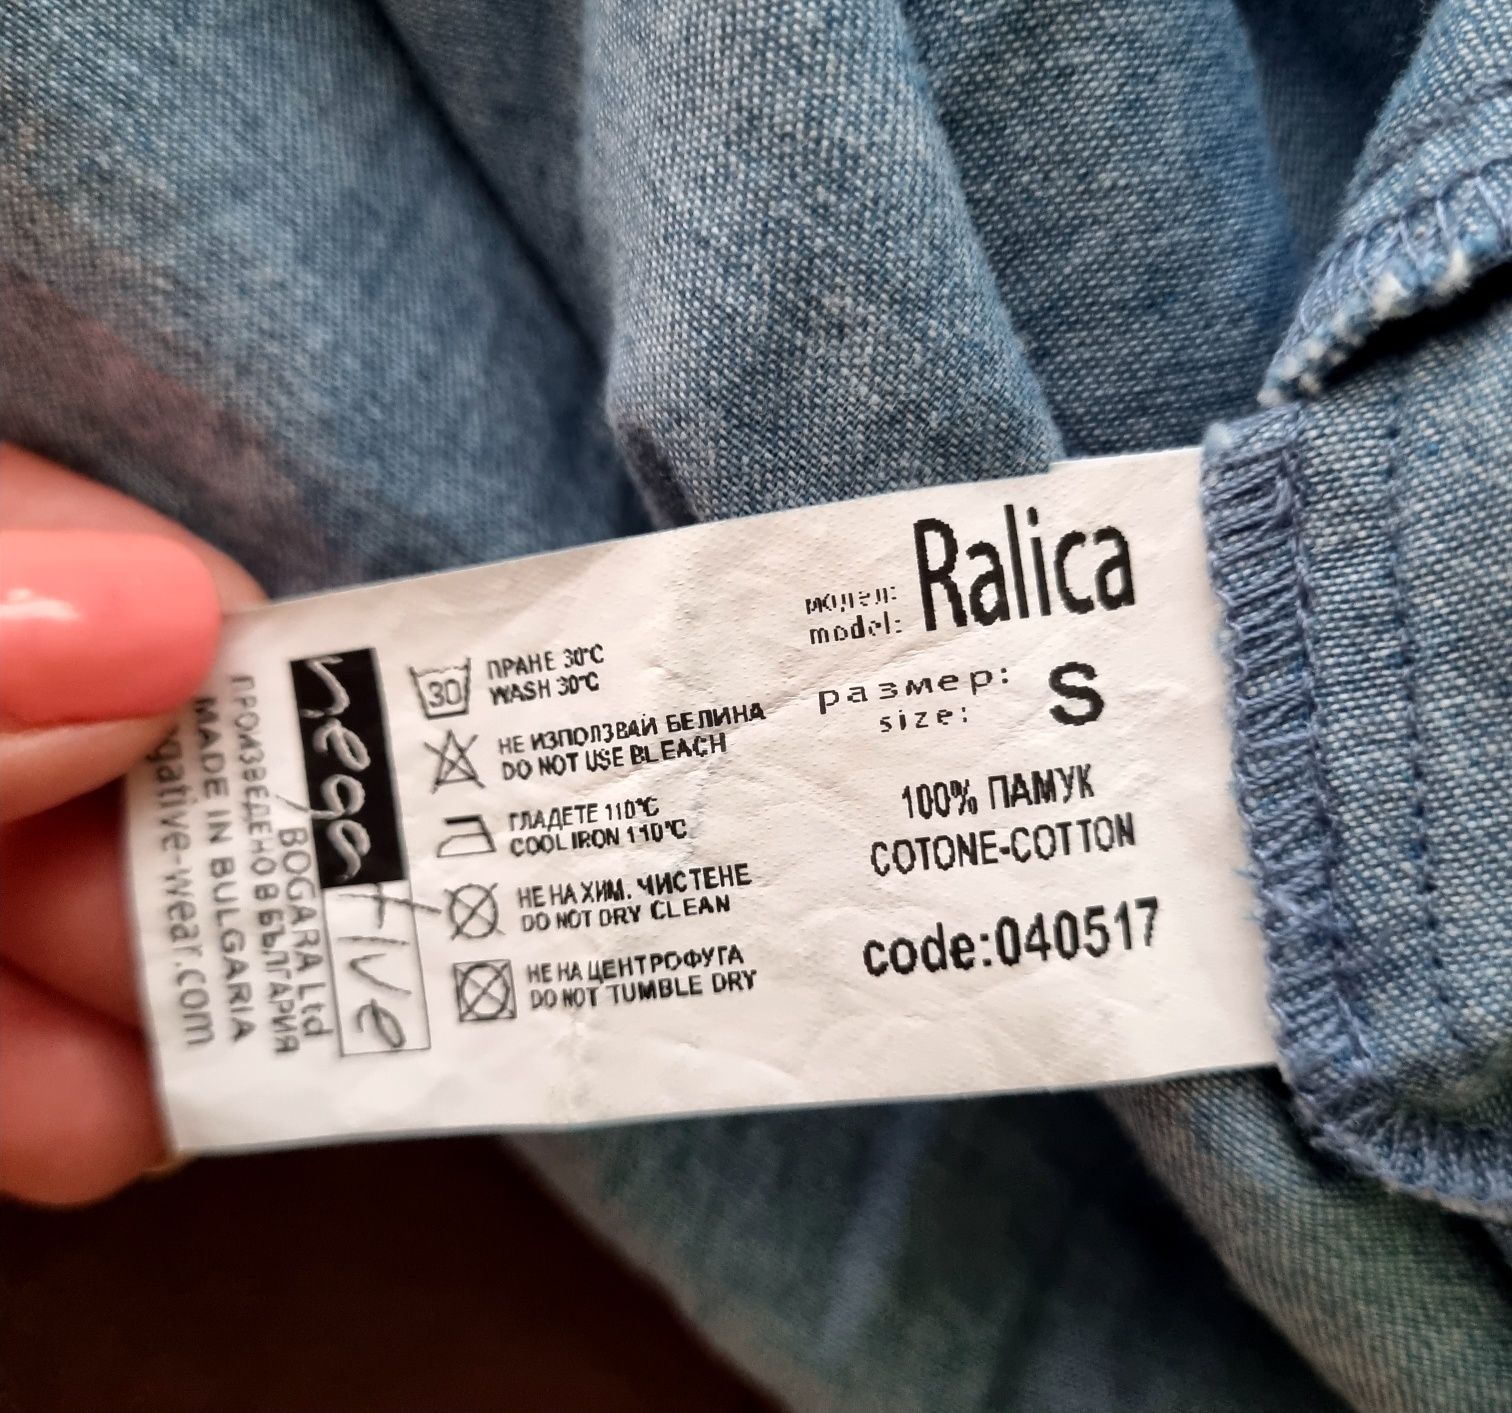 модел:
model:
Ralica
размер:
size:
S
100% ПАМУК
COTONE-COTTON
code:040517
30
ПРАНЕ 30°C
WASH 30°C
НЕ ИЗПОЛЗВАЙ БЕЛИНА
DO NOT USE BLEACH
ГЛАДЕТЕ 110°C
COOL IRON 110°C
НЕ НА ХИМ. ЧИСТЕНЕ
DO NOT DRY CLEAN
НЕ НА ЦЕНТРОФУГА
DO NOT TUMBLE DRY
negative
BOGARA Ltd
ПРОИЗВЕДЕНО В БЪЛГАРИЯ
MADE IN BULGARIA
gative-wear.com